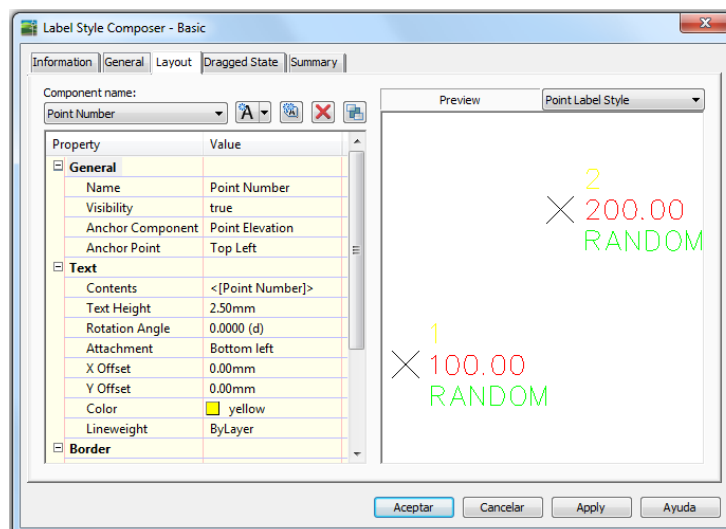 Label Style Composer - Basic
Information General Layout Dragged State Summary
Component name:
Point Number
A
Preview Point Label Style
Property Value
General
Name Point Number
Visibility true
Anchor Component Point Elevation
Anchor Point Top Left
Text
Contents <[Point Number]>
Text Height 2.50mm
Rotation Angle 0.0000 (d)
Attachment Bottom left
X Offset 0.00mm
Y Offset 0.00mm
Color yellow
Lineweight ByLayer
Border
2
200.00
RANDOM
1
100.00
RANDOM
Aceptar Cancelar Apply Ayuda